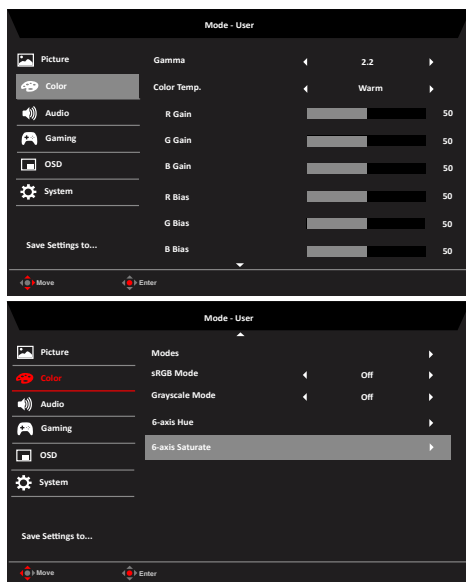 Mode - User
Picture
Gamma 2.2
Color
Color Temp. Warm
Audio
R Gain 50
Gaming
G Gain 50
OSD
B Gain 50
System
R Bias 50
G Bias 50
Save Settings to...
B Bias 50
Move Enter
Mode - User
Picture
Modes
Color
sRGB Mode Off
Audio
Grayscale Mode Off
Gaming
6-axis Hue
OSD
6-axis Saturate
System
Save Settings to...
Move Enter